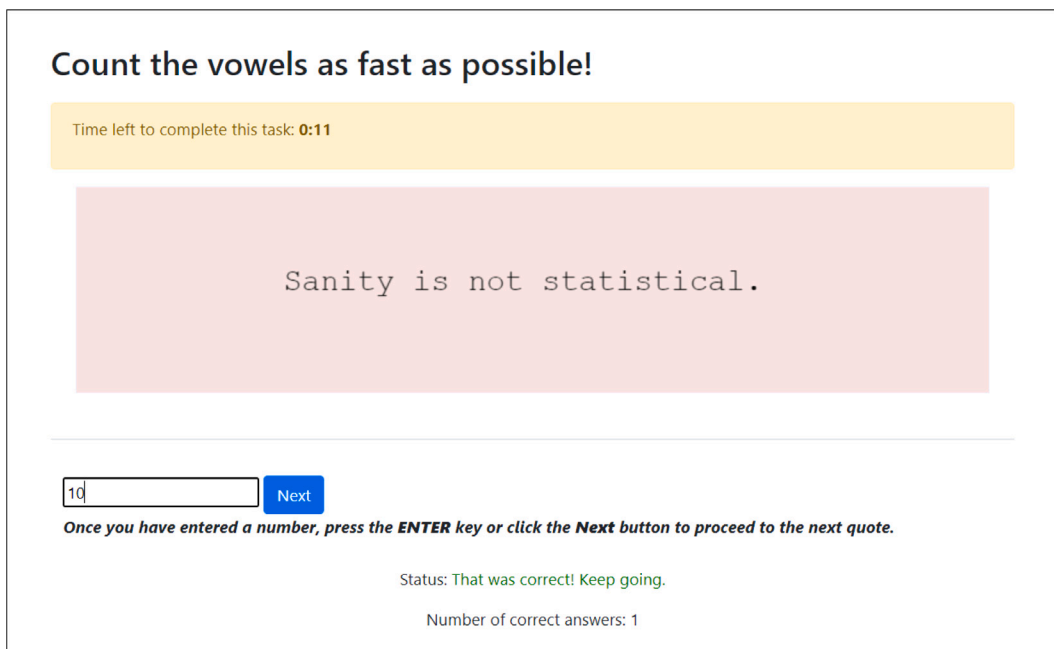 Count the vowels as fast as possible!
Time left to complete this task: 0:11
Sanity is not statistical.
10
Next
Once you have entered a number, press the ENTER key or click the Next button to proceed to the next quote.
Status: That was correct! Keep going.
Number of correct answers: 1